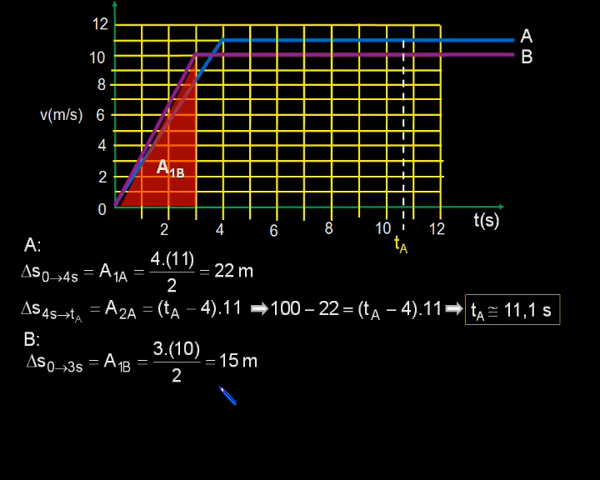 12
A
10
B
8
v(m/s)
6
4
A1B
2
0
t(s)
2 4 6 8 10 12
tA
A:
Δs0→4s = A1A = 4.(11)/2 = 22 m
Δs4s→tA = A2A = (tA − 4).11 ⇨ 100 − 22 = (tA − 4).11 ⇨ tA ≅ 11,1 s
B:
Δs0→3s = A1B = 3.(10)/2 = 15 m